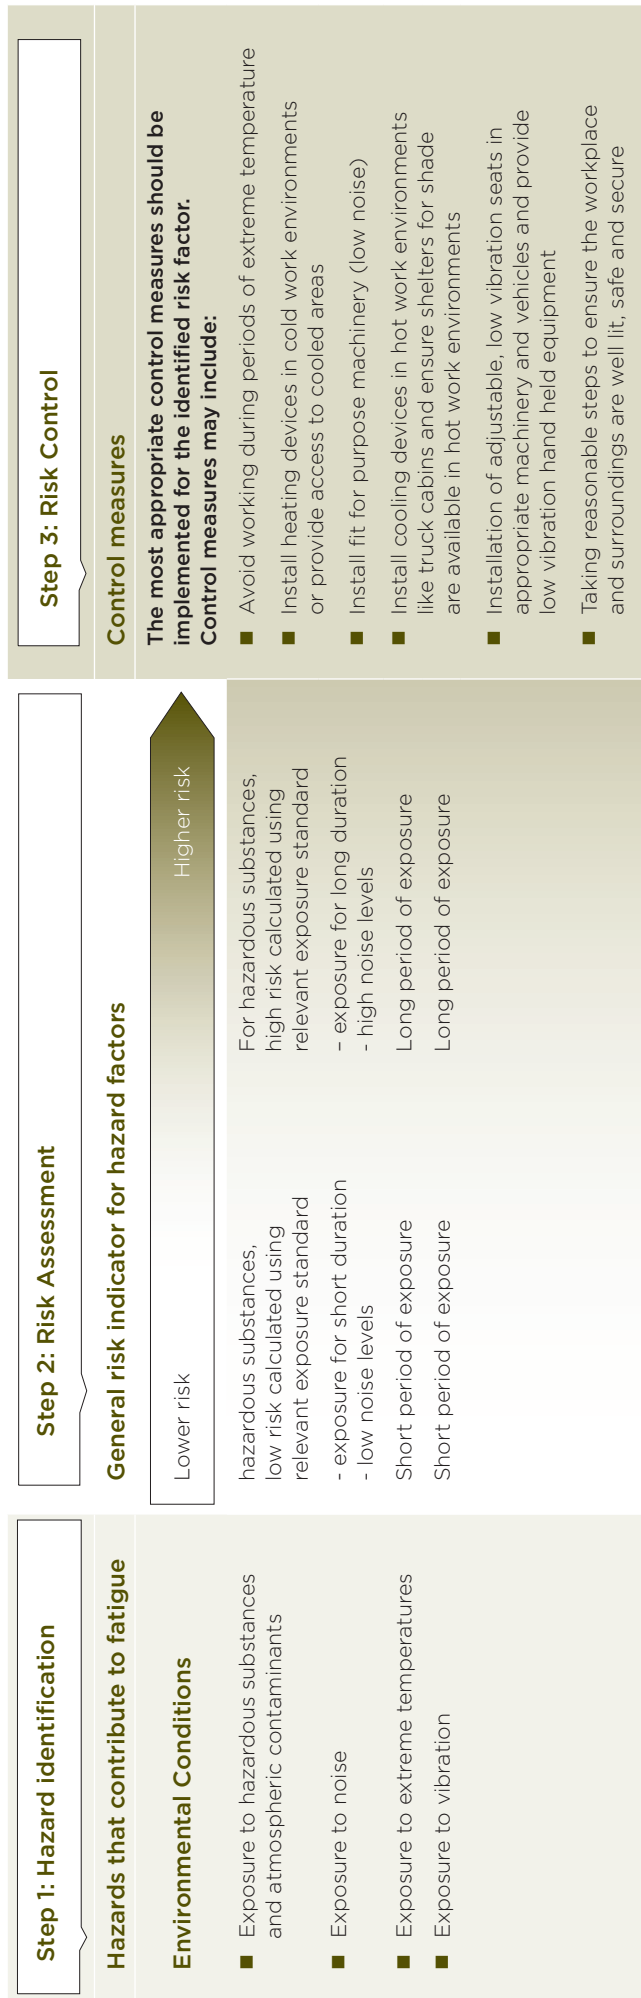 Step 1: Hazard identification
Hazards that contribute to fatigue
Environmental Conditions
■ Exposure to hazardous substances
and atmospheric contaminants
■ Exposure to noise
■ Exposure to extreme temperatures
■ Exposure to vibration
Step 2: Risk Assessment
General risk indicator for hazard factors
Lower risk
Higher risk
hazardous substances,
low risk calculated using
relevant exposure standard
- exposure for short duration
- low noise levels
Short period of exposure
Short period of exposure
For hazardous substances,
high risk calculated using
relevant exposure standard
– exposure for long duration
- high noise levels
Long period of exposure
Long period of exposure
Step 3: Risk Control
Control measures
The most appropriate control measures should be
implemented for the identified risk factor.
Control measures may include:
■ Avoid working during periods of extreme temperature
■ Install heating devices in cold work environments
or provide access to cooled areas
■ Install fit for purpose machinery (low noise)
■ Install cooling devices in hot work environments
like truck cabins and ensure shelters for shade
are available in hot work environments
■ Installation of adjustable, low vibration seats in
appropriate machinery and vehicles and provide
low vibration hand held equipment
■ Taking reasonable steps to ensure the workplace
and surroundings are well lit, safe and secure